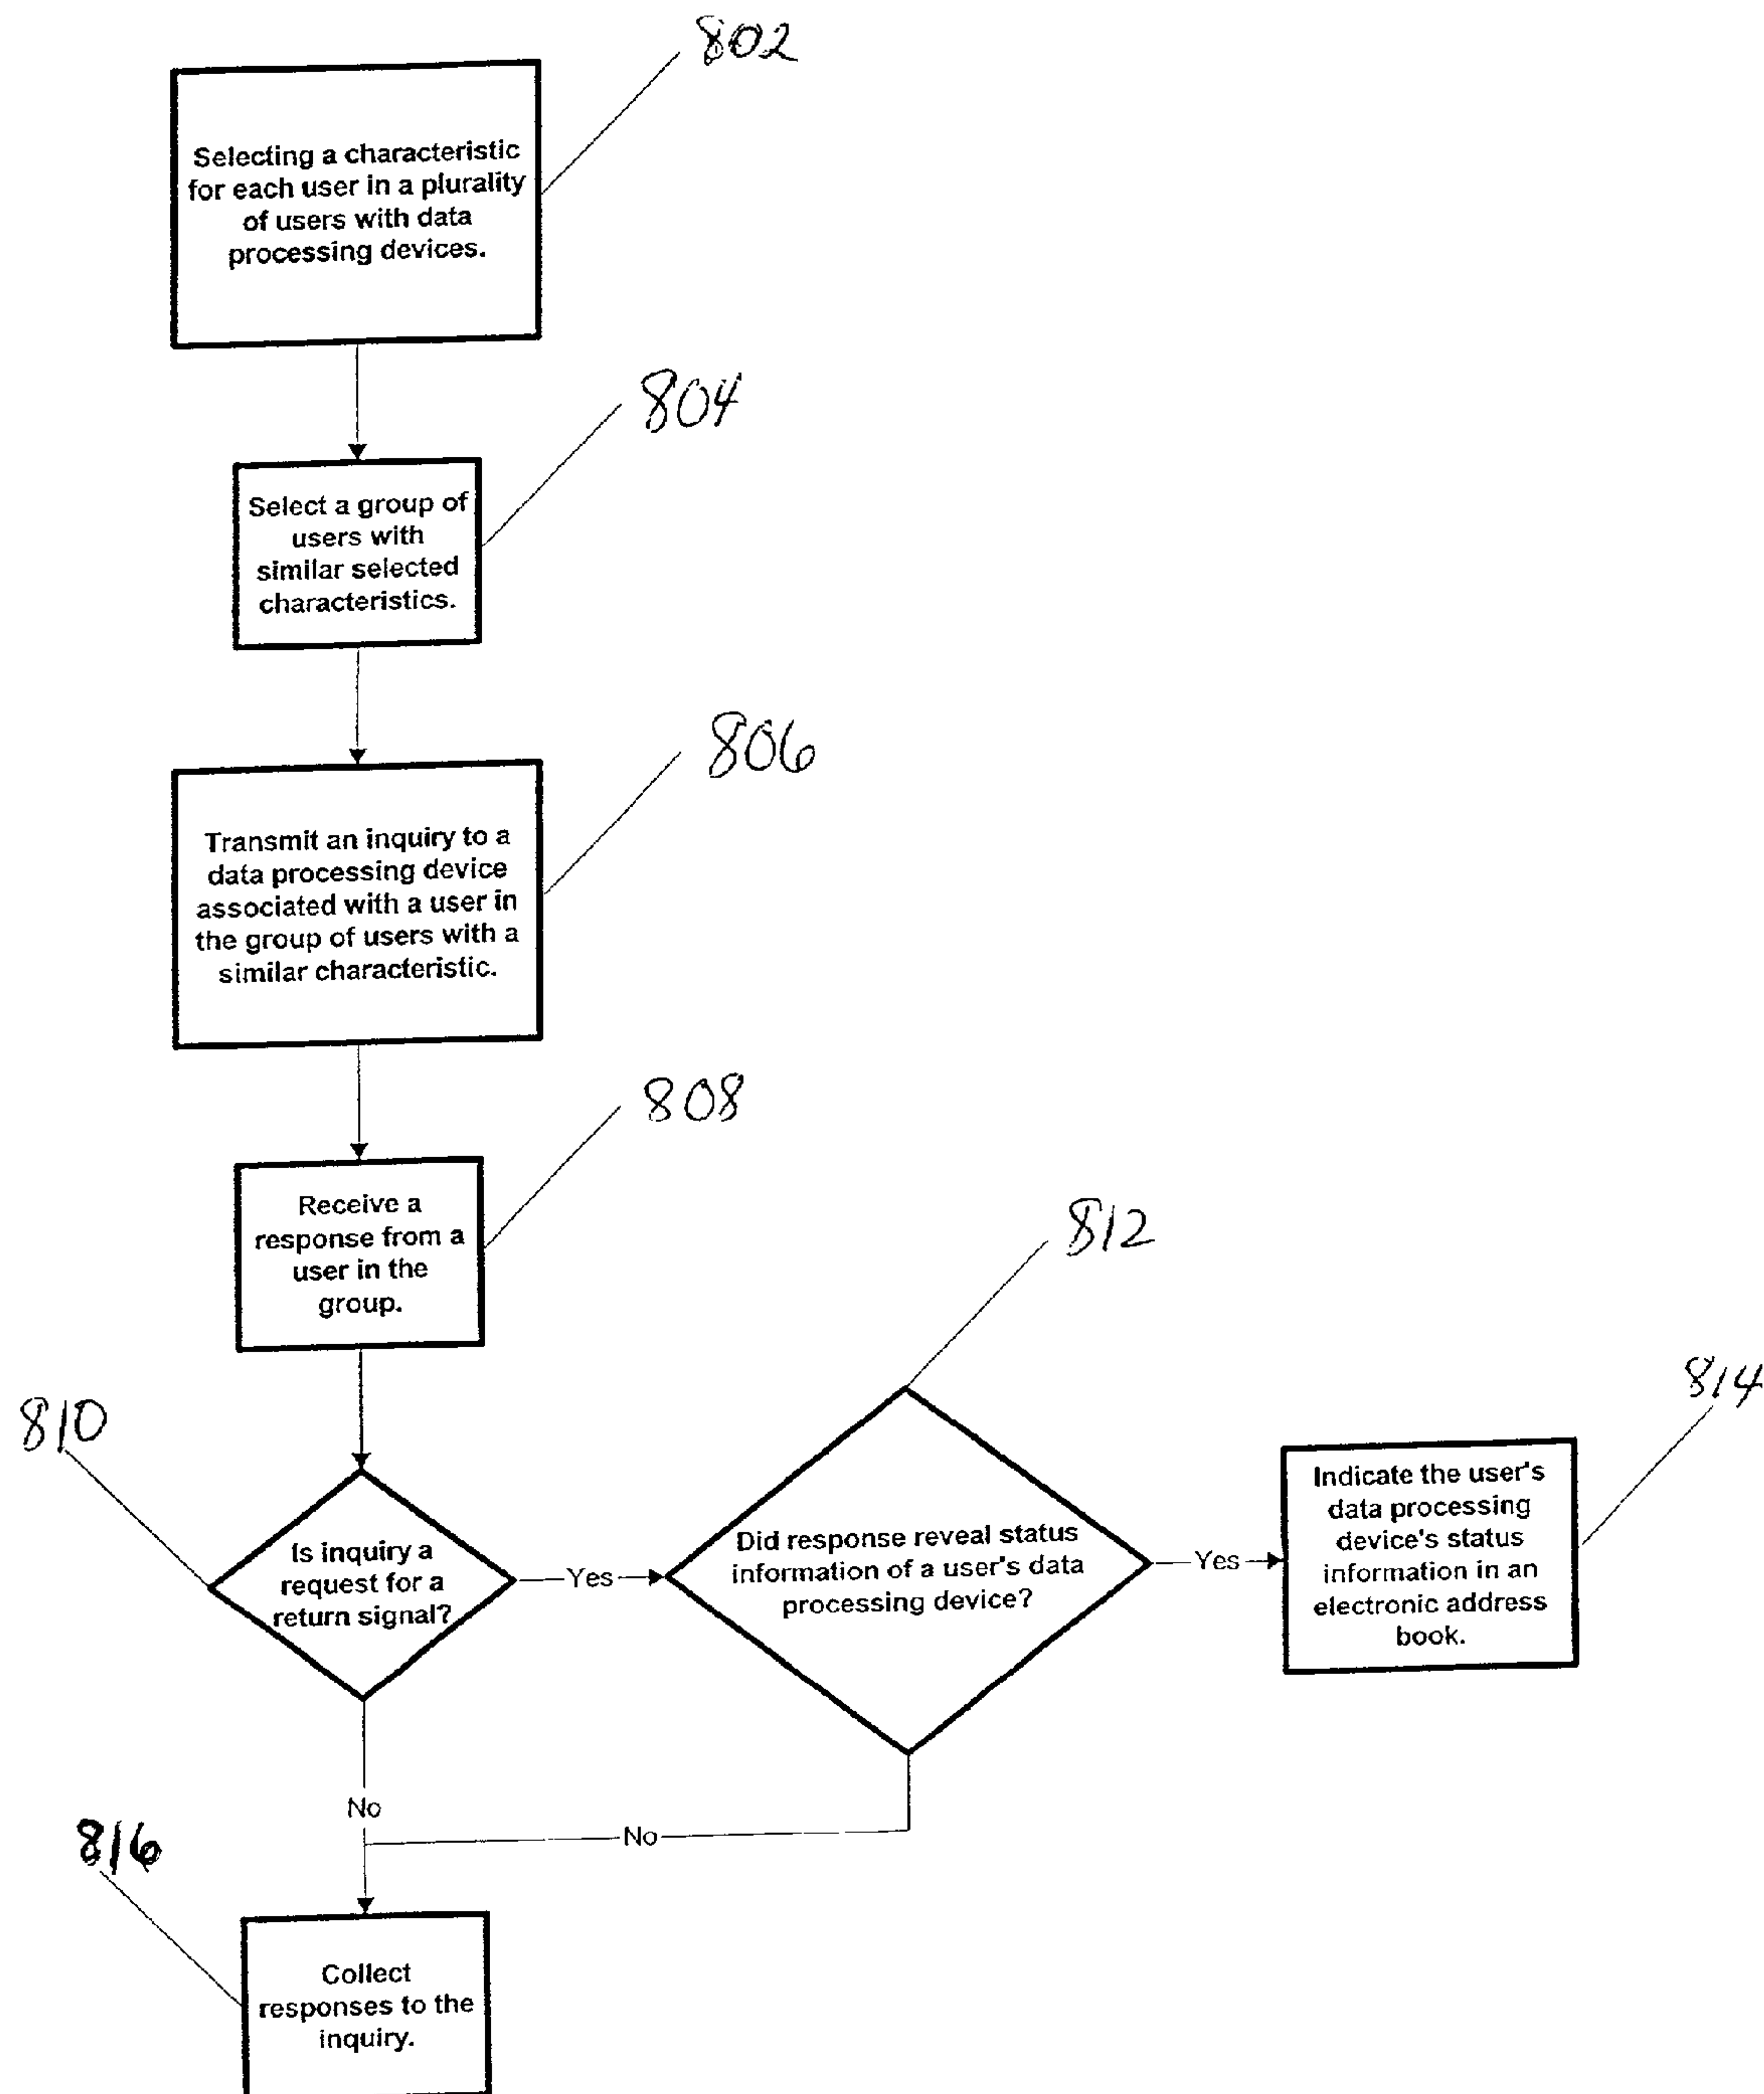 802
Selecting a characteristic
for each user in a plurality
of users with data
processing devices.
804
Select a group of
users with
similar selected
characteristics.
806
Transmit an inquiry to a
data processing device
associated with a user in
the group of users with a
similar characteristic.
808
Receive a
response from a
user in the
group.
810
Is inquiry a
request for a
return signal?
Yes
812
Did response reveal status
information of a user's data
processing device?
Yes
814
Indicate the user's
data processing
device's status
information in an
electronic address
book.
No
No
816
Collect
responses to the
inquiry.